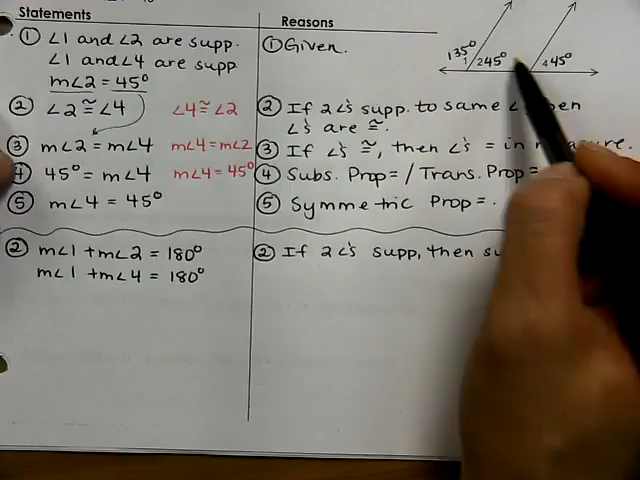 Statements Reasons
① ∠1 and ∠2 are supp. ① Given.
∠1 and ∠4 are supp
m∠2 = 45°
135° 1 2 45° 4 45°
② ∠2 ≅ ∠4 ∠4 ≅ ∠2 ② If 2 ∠'s supp. to same
∠'s are ≅.
③ m∠2 = m∠4 m∠4 = m∠2 ③ If ∠'s ≅, then ∠'s = in measure.
④ 45° = m∠4 m∠4 = 45° ④ Subs. Prop = / Trans. Prop =
⑤ m∠4 = 45° ⑤ Symmetric Prop = .
② m∠1 + m∠2 = 180° ② If 2 ∠'s supp, then
m∠1 + m∠4 = 180°